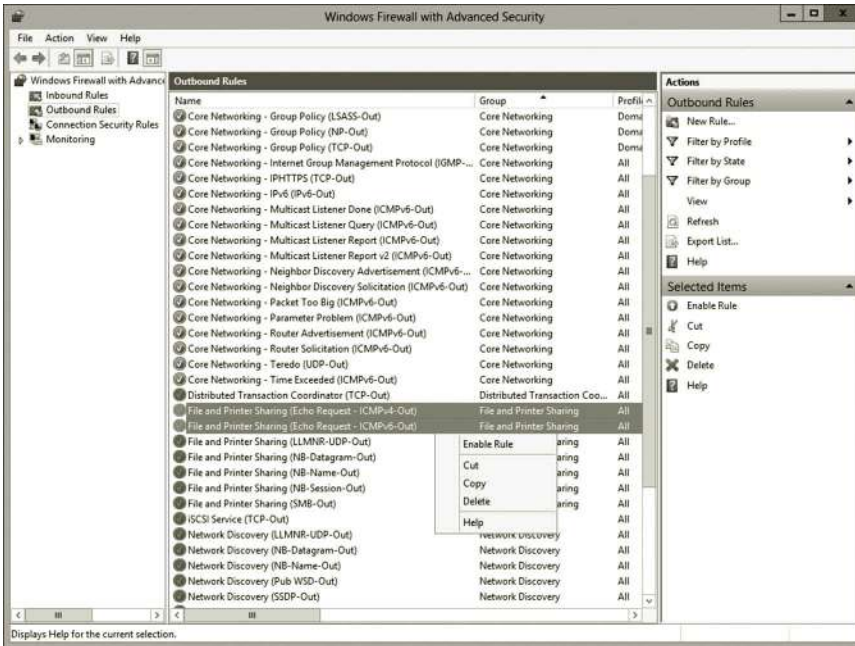 Windows Firewall with Advanced Security
File Action View Help
Windows Firewall with Advance
Inbound Rules
Outbound Rules
Connection Security Rules
Monitoring
Outbound Rules
Name Group Profile
Core Networking - Group Policy (LSASS-Out) Core Networking Doma
Core Networking - Group Policy (NP-Out) Core Networking Doma
Core Networking - Group Policy (TCP-Out) Core Networking Doma
Core Networking - Internet Group Management Protocol (IGMP-... Core Networking All
Core Networking - IPHTTPS (TCP-Out) Core Networking All
Core Networking - IPv6 (IPv6-Out) Core Networking All
Core Networking - Multicast Listener Done (ICMPv6-Out) Core Networking All
Core Networking - Multicast Listener Query (ICMPv6-Out) Core Networking All
Core Networking - Multicast Listener Report (ICMPv6-Out) Core Networking All
Core Networking - Multicast Listener Report v2 (ICMPv6-Out) Core Networking All
Core Networking - Neighbor Discovery Advertisement (ICMPv6-... Core Networking All
Core Networking - Neighbor Discovery Solicitation (ICMPv6-Out) Core Networking All
Core Networking - Packet Too Big (ICMPv6-Out) Core Networking All
Core Networking - Parameter Problem (ICMPv6-Out) Core Networking All
Core Networking - Router Advertisement (ICMPv6-Out) Core Networking All
Core Networking - Router Solicitation (ICMPv6-Out) Core Networking All
Core Networking - Teredo (UDP-Out) Core Networking All
Core Networking - Time Exceeded (ICMPv6-Out) Core Networking All
Distributed Transaction Coordinator (TCP-Out) Distributed Transaction Coo... All
File and Printer Sharing (Echo Request - ICMPv4-Out) File and Printer Sharing All
File and Printer Sharing (Echo Request - ICMPv6-Out) File and Printer Sharing All
File and Printer Sharing (LLMNR-UDP-Out) aring All
File and Printer Sharing (NB-Datagram-Out) aring All
File and Printer Sharing (NB-Name-Out) aring All
File and Printer Sharing (NB-Session-Out) aring All
File and Printer Sharing (SMB-Out) aring All
iSCSI Service (TCP-Out) All
Network Discovery (LLMNR-UDP-Out) Network Discovery All
Network Discovery (NB-Datagram-Out) Network Discovery All
Network Discovery (NB-Name-Out) Network Discovery All
Network Discovery (Pub WSD-Out) Network Discovery All
Network Discovery (SSDP-Out) Network Discovery All
Enable Rule
Cut
Copy
Delete
Help
Actions
Outbound Rules
New Rule...
Filter by Profile
Filter by State
Filter by Group
View
Refresh
Export List...
Help
Selected Items
Enable Rule
Cut
Copy
Delete
Help
Displays Help for the current selection.